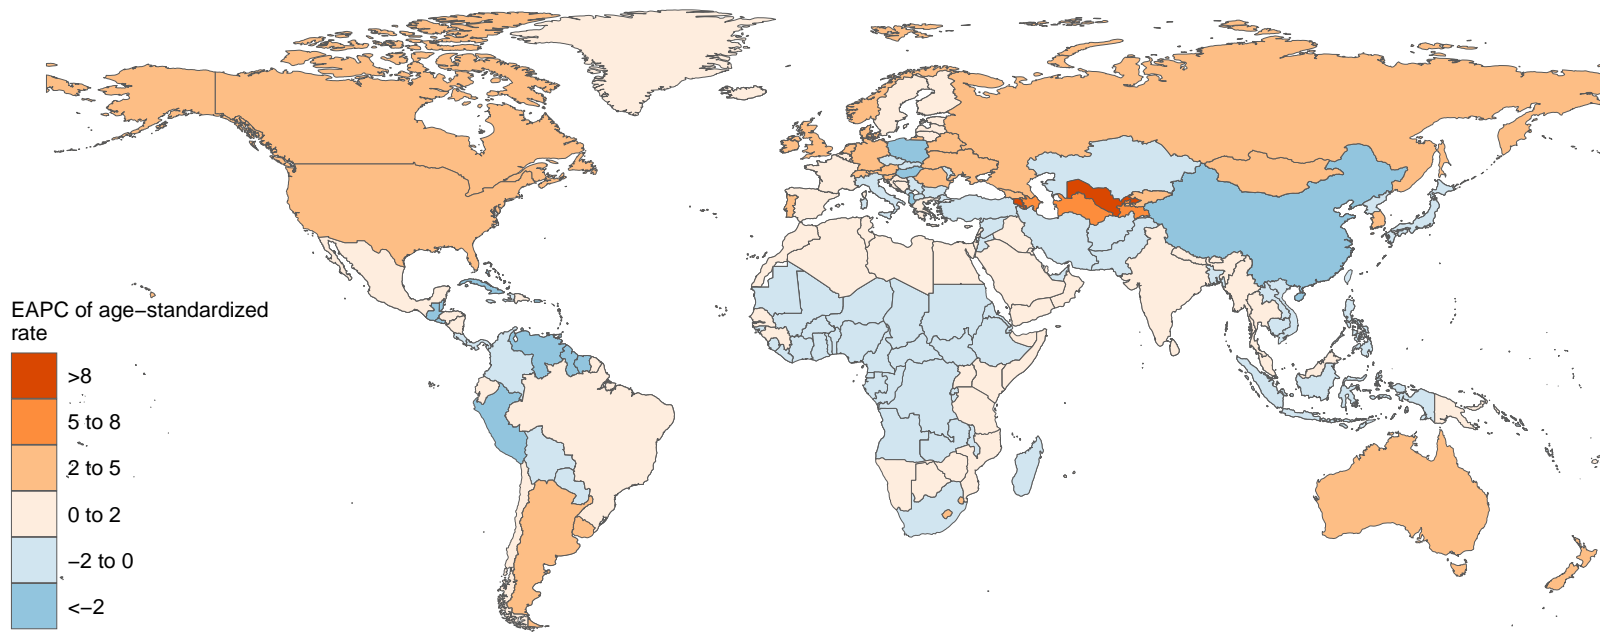 EAPC of age−standardized
rate
>8
5 to 8
2 to 5
0 to 2
−2 to 0
<−2